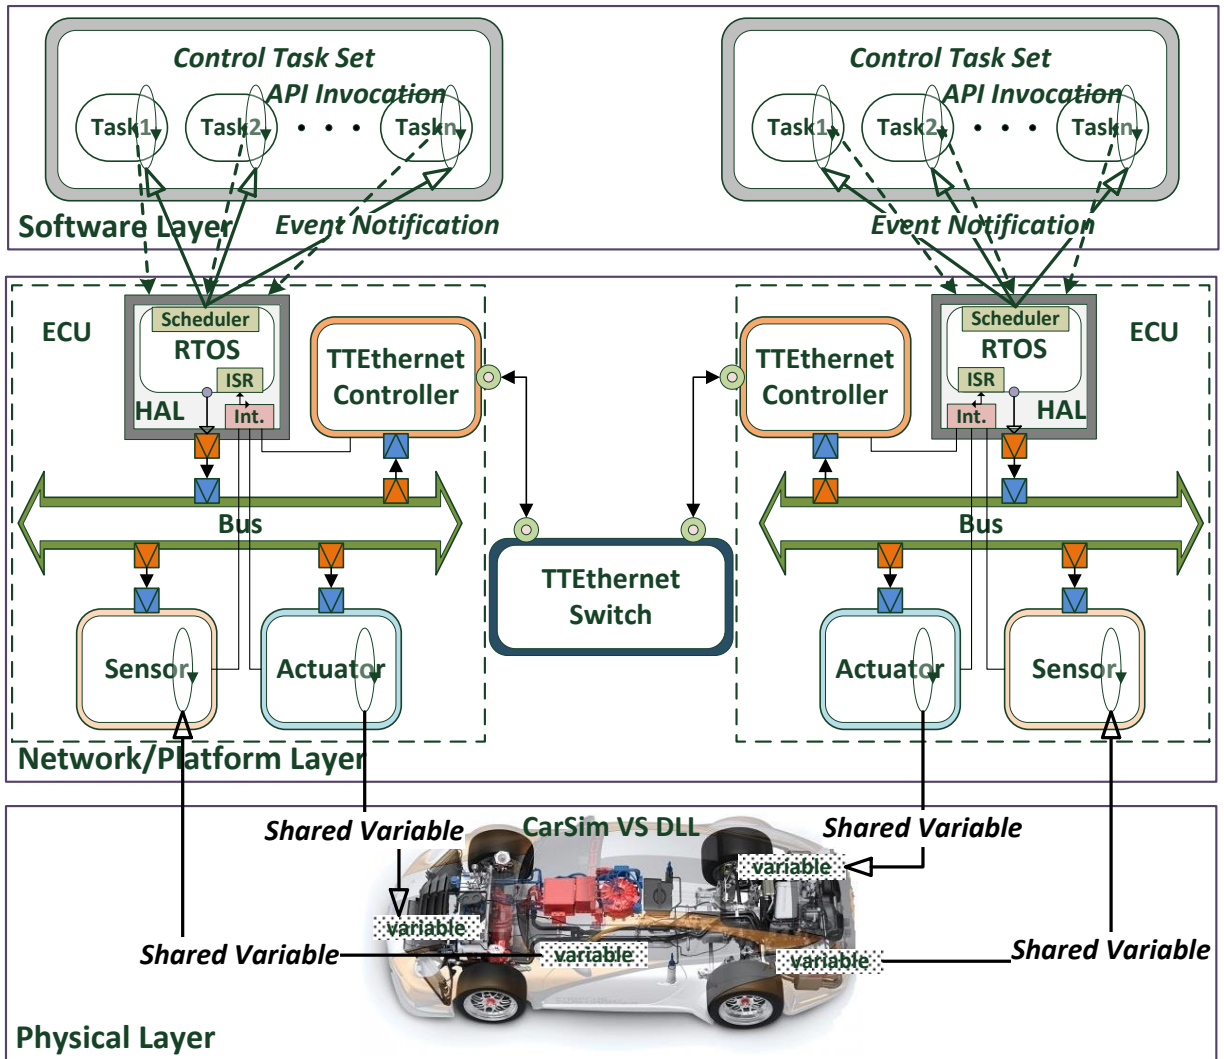 Control Task Set
API Invocation
Task1
Task2
. . .
Taskn
Event Notification
Control Task Set
API Invocation
Task1
Task2
. . .
Taskn
Event Notification
Software Layer
ECU
Scheduler
RTOS
ISR
HAL
Int.
TTEthernet
Controller
Bus
Sensor
Actuator
TTEthernet
Switch
TTEthernet
Controller
Scheduler
RTOS
ISR
HAL
Int.
ECU
Bus
Actuator
Sensor
Network/Platform Layer
Shared Variable
CarSim VS DLL
Shared Variable
variable
variable
Shared Variable
variable
variable
Shared Variable
Physical Layer